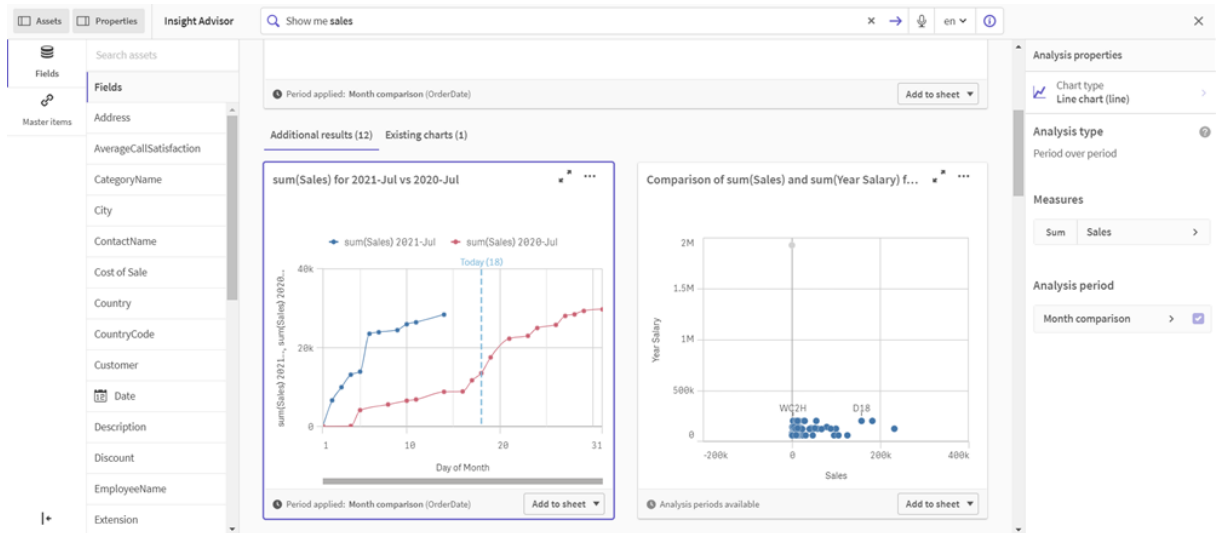 Assets
Properties
Insight Advisor
Show me sales
en
Fields
Master items
Search assets
Fields
Address
AverageCallSatisfaction
CategoryName
City
ContactName
Cost of Sale
Country
CountryCode
Customer
Date
Description
Discount
EmployeeName
Extension
Period applied: Month comparison (OrderDate)
Add to sheet
Additional results (12)
Existing charts (1)
sum(Sales) for 2021-Jul vs 2020-Jul
sum(Sales) 2021-Jul
sum(Sales) 2020-Jul
Today (18)
sum(Sales) 2021..., sum(Sales) 2020...
40k
20k
0
1
10
20
31
Day of Month
Period applied: Month comparison (OrderDate)
Add to sheet
Comparison of sum(Sales) and sum(Year Salary) f...
Year Salary
2M
1.5M
1M
500k
0
WC2H
D18
-200k
0
200k
400k
Sales
Analysis periods available
Add to sheet
Analysis properties
Chart type
Line chart (line)
Analysis type
Period over period
Measures
Sum
Sales
Analysis period
Month comparison